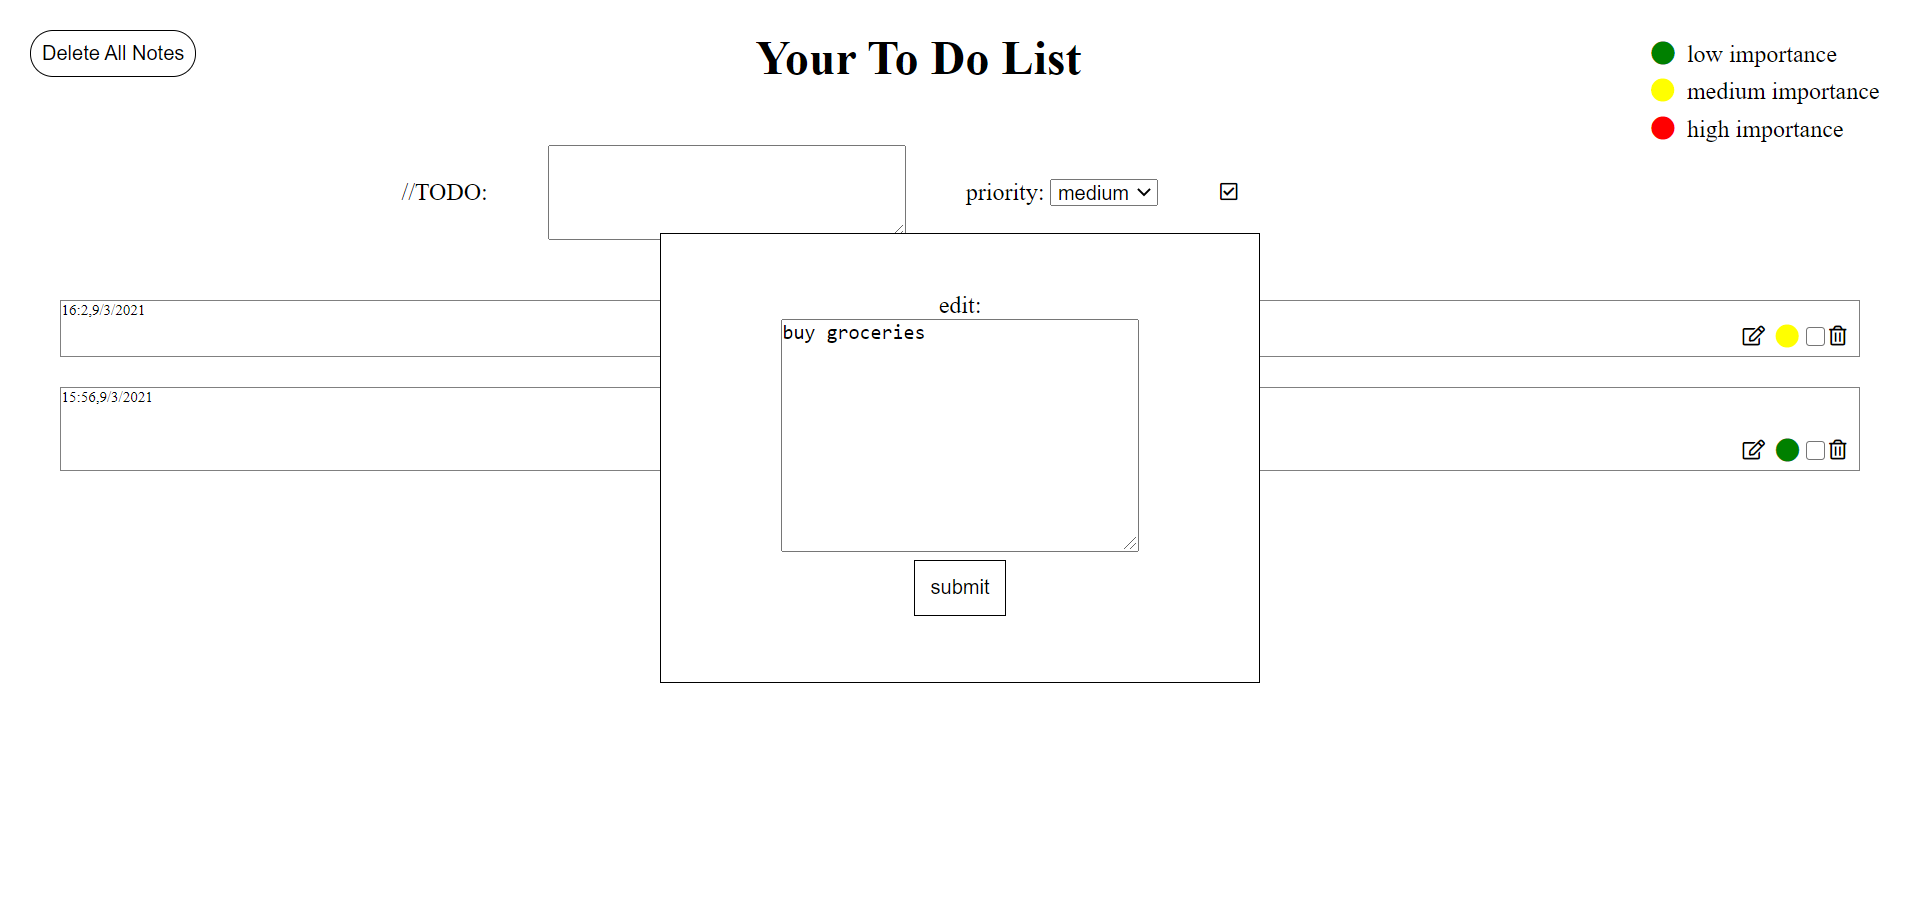 Delete All Notes
Your To Do List
low importance
medium importance
high importance
//TODO:
priority: medium
16:2,9/3/2021
15:56,9/3/2021
edit:
buy groceries
submit